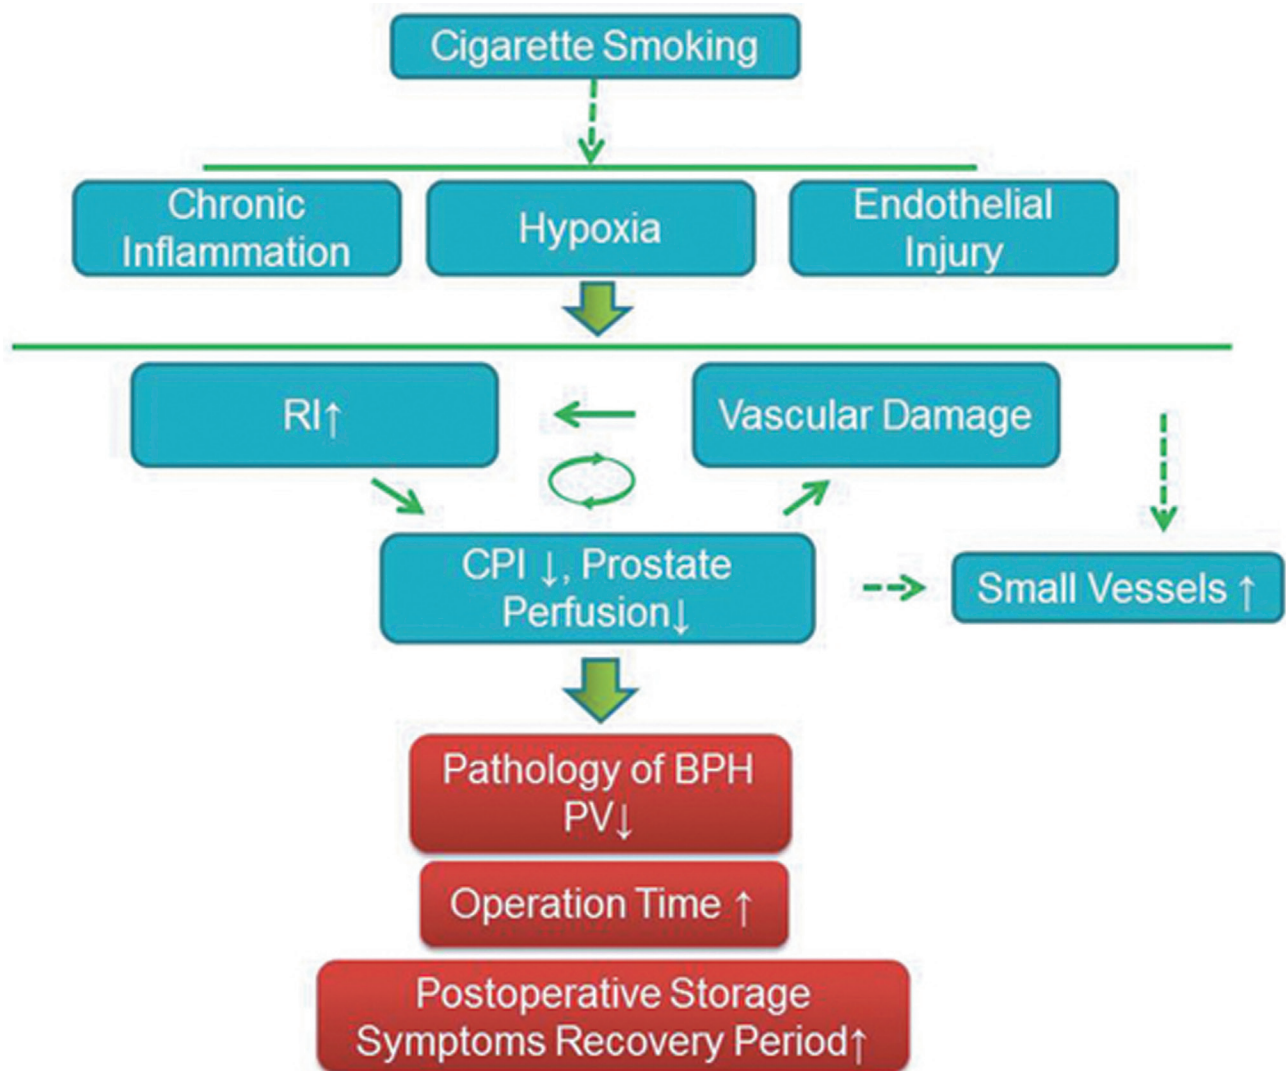 Cigarette Smoking
Chronic
Inflammation
Hypoxia
Endothelial
Injury
RI↑
Vascular Damage
CPI ↓, Prostate
Perfusion↓
Small Vessels ↑
Pathology of BPH
PV↓
Operation Time ↑
Postoperative Storage
Symptoms Recovery Period↑